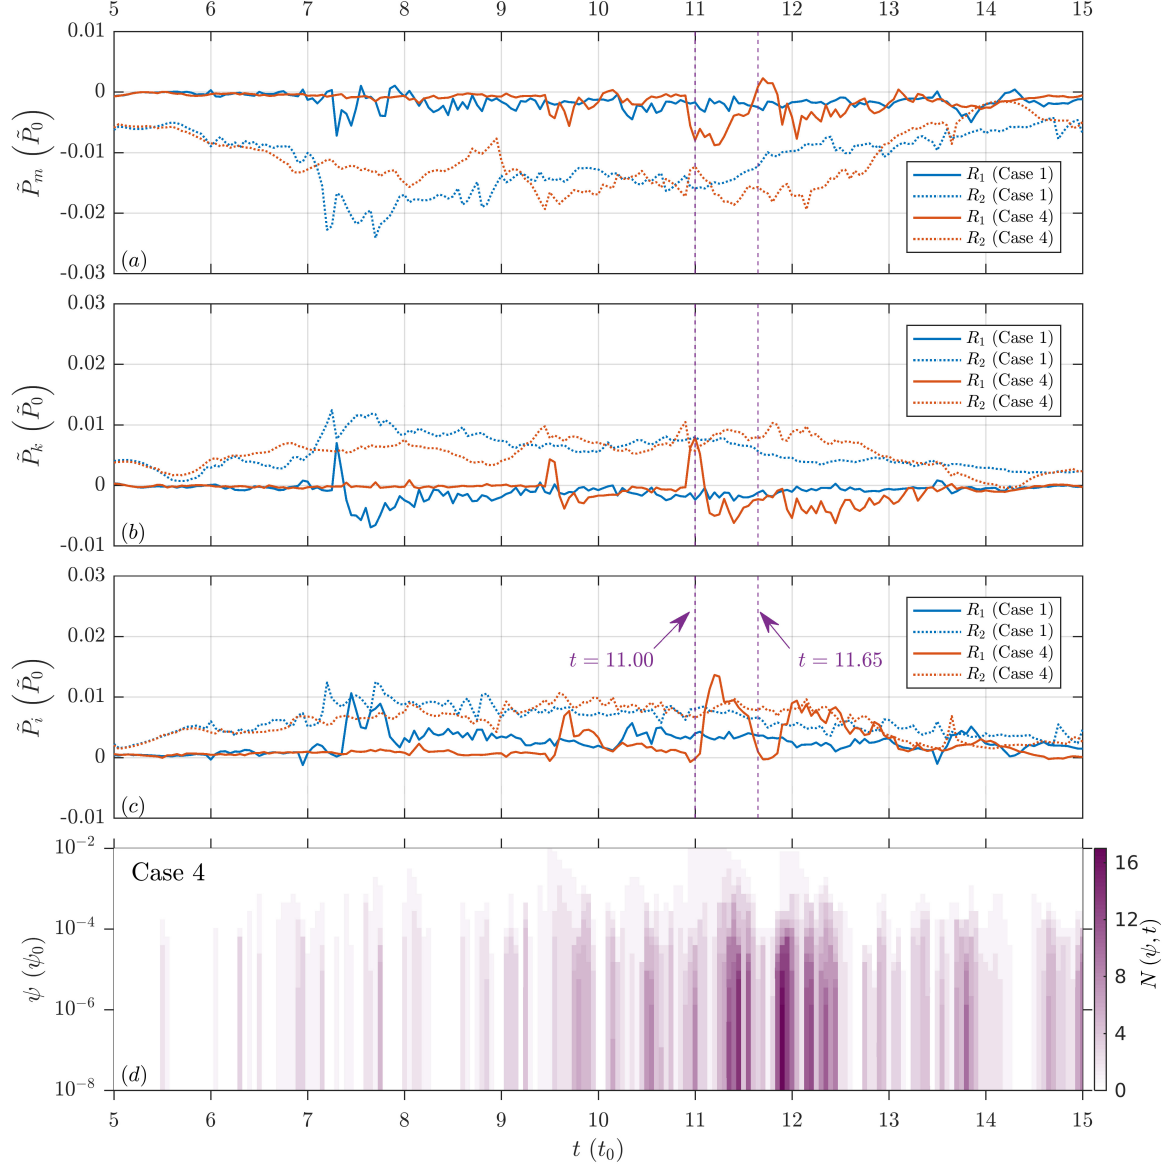 5 6 7 8 9 10 11 12 13 14 15
0.01
0
-0.01
-0.02
-0.03
P̃m (P̃0)
R1 (Case 1)
R2 (Case 1)
R1 (Case 4)
R2 (Case 4)
(a)
0.03
0.02
0.01
0
-0.01
P̃k (P̃0)
R1 (Case 1)
R2 (Case 1)
R1 (Case 4)
R2 (Case 4)
(b)
0.03
0.02
0.01
0
-0.01
P̃i (P̃0)
R1 (Case 1)
R2 (Case 1)
R1 (Case 4)
R2 (Case 4)
t = 11.00
t = 11.65
(c)
10⁻²
10⁻⁴
10⁻⁶
10⁻⁸
ψ (ψ0)
Case 4
(d)
16
12
8
4
0
N (ψ, t)
5 6 7 8 9 10 11 12 13 14 15
t (t0)